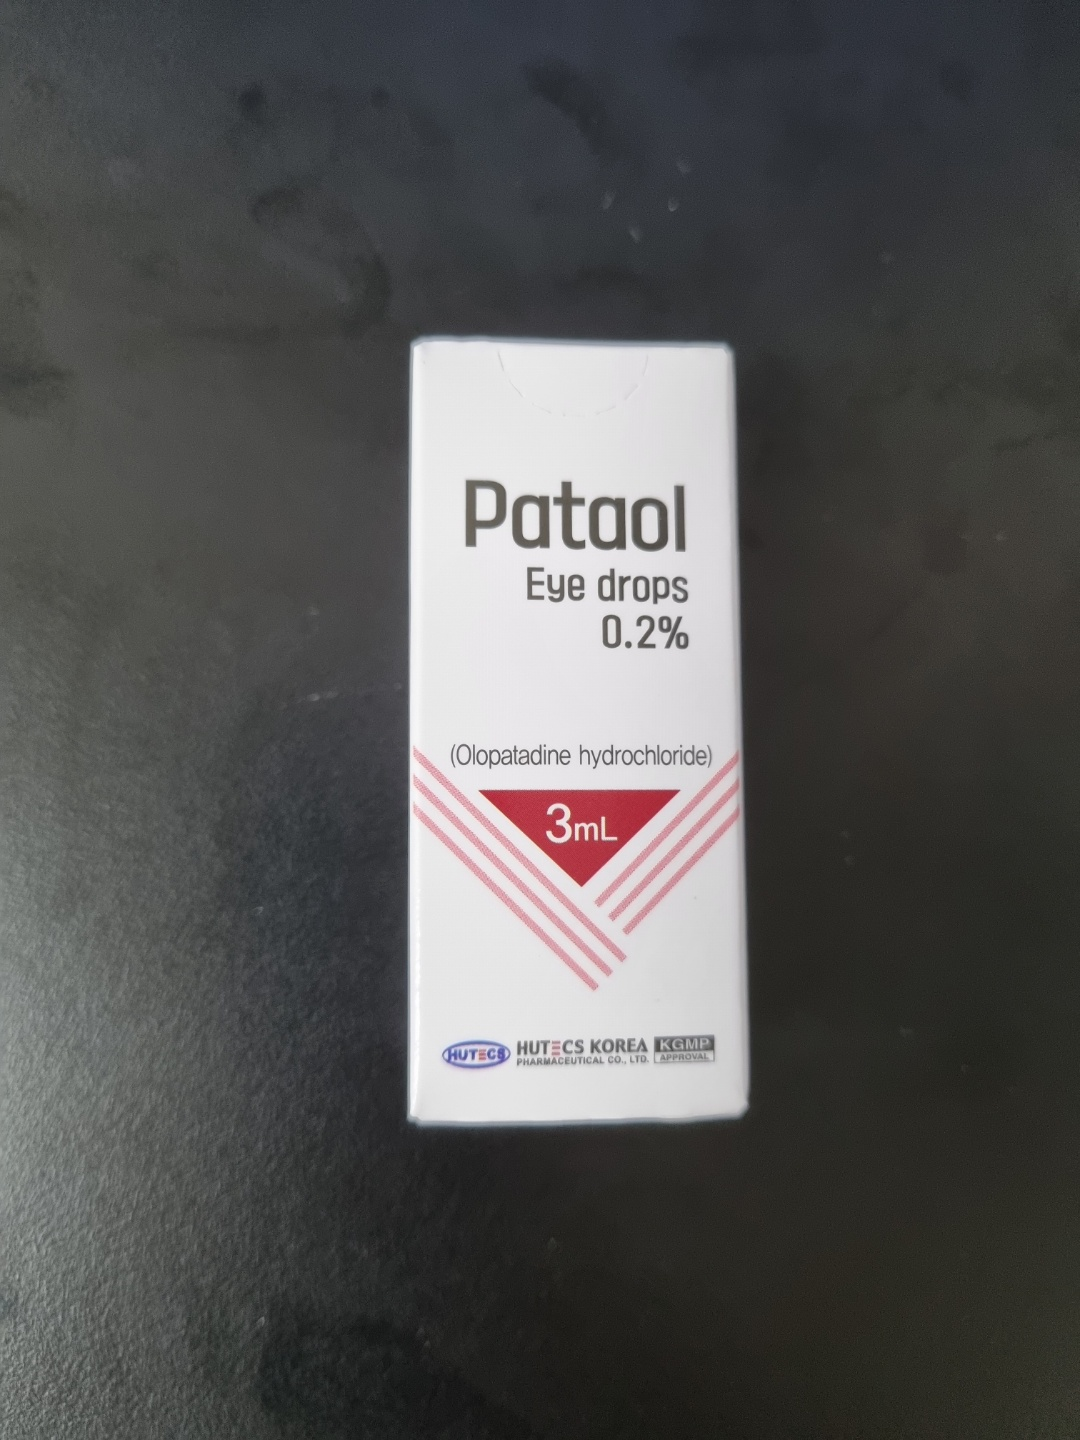 Pataol
Eye drops
0.2%
(Olopatadine hydrochloride)
3mL
HUTECS
HUTECS KOREA
PHARMACEUTICAL CO., LTD.
KGMP
APPROVAL